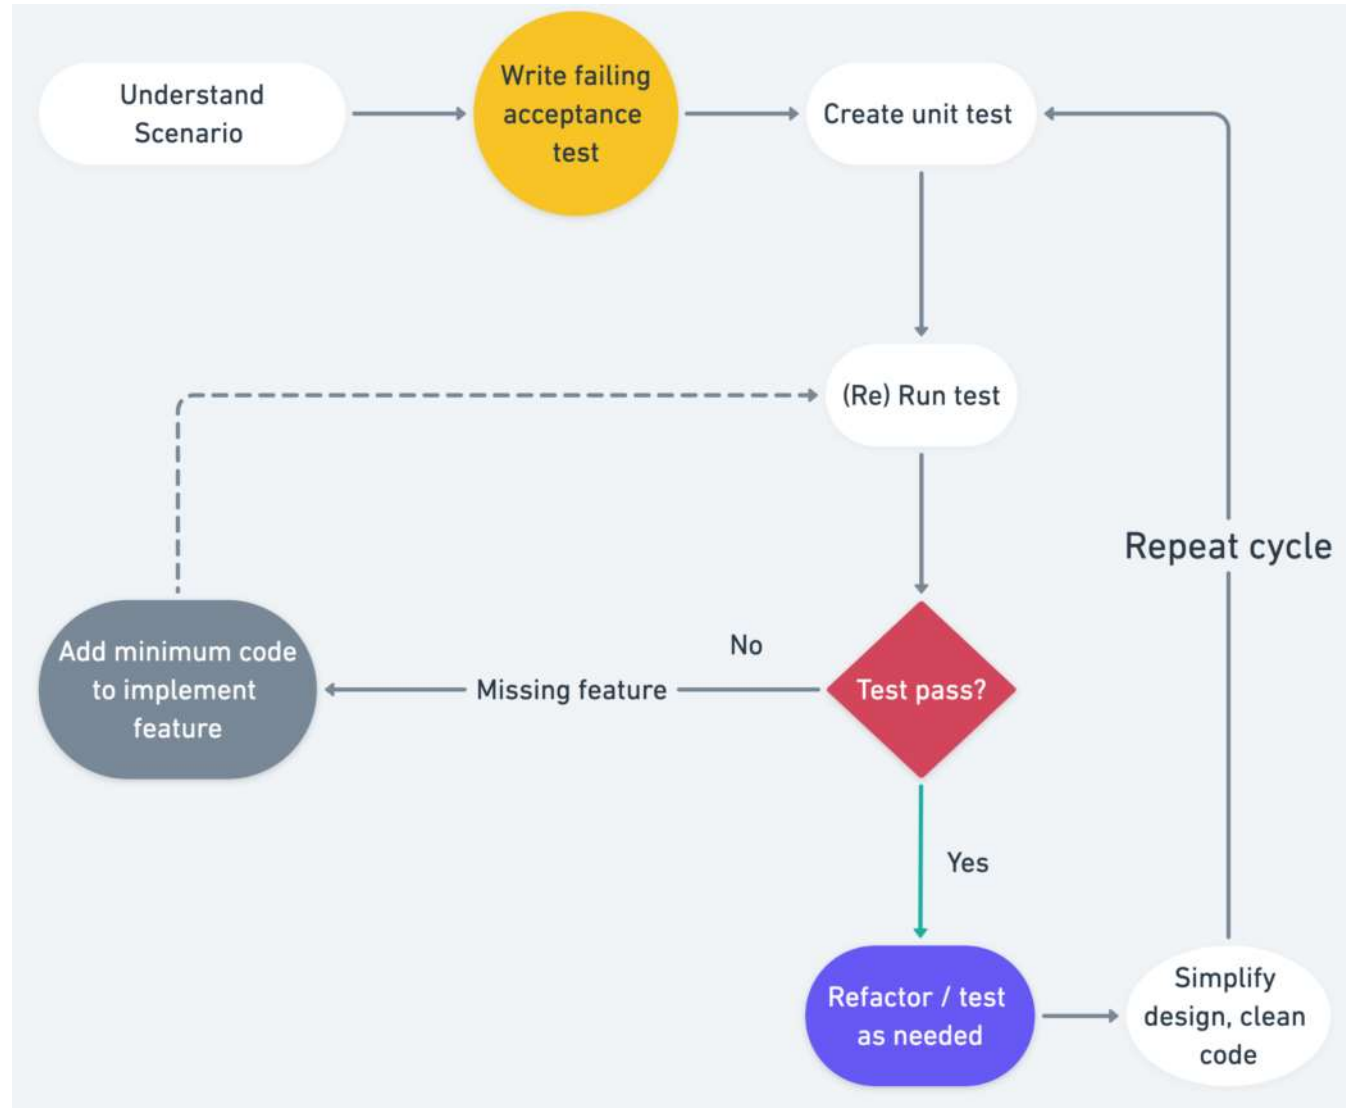 Understand
Scenario
Write failing
acceptance
test
Create unit test
(Re) Run test
Repeat cycle
Add minimum code
to implement
feature
Missing feature
No
Test pass?
Yes
Refactor / test
as needed
Simplify
design, clean
code